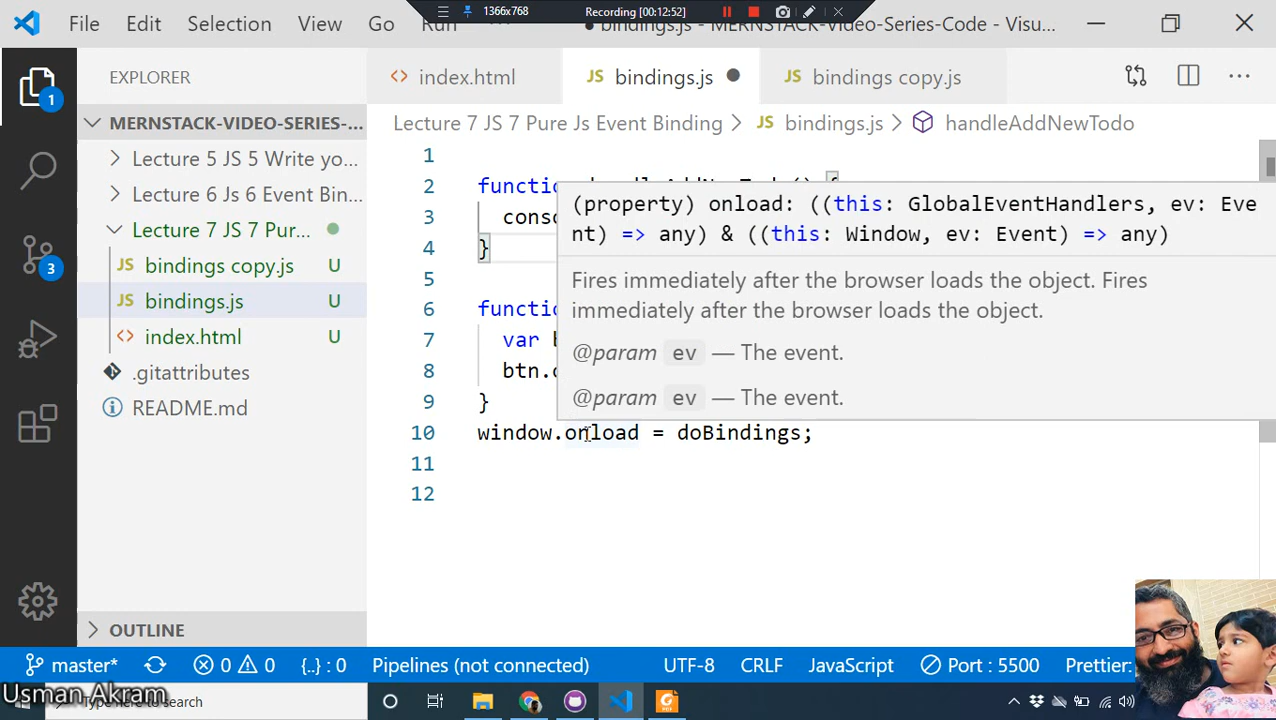 File Edit Selection View Go Run
1366x768 Recording [00:12:52]
bindings.js - MERNSTACK-Video-Series-Code - Visu...
EXPLORER
index.html
JS bindings.js
JS bindings copy.js
MERNSTACK-VIDEO-SERIES-...
Lecture 5 JS 5 Write yo...
Lecture 6 Js 6 Event Bin...
Lecture 7 JS 7 Pur...
JS bindings copy.js U
JS bindings.js U
index.html U
.gitattributes
README.md
OUTLINE
1
3
Lecture 7 JS 7 Pure Js Event Binding > JS bindings.js > handleAddNewTodo
1
2 functio handleAddNewTodo() {
3 conso
4 }
5
6 functio
7 var b
8 btn.o
9 }
10 window.onload = doBindings;
11
12
(property) onload: ((this: GlobalEventHandlers, ev: Eve
nt) => any) & ((this: Window, ev: Event) => any)
Fires immediately after the browser loads the object. Fires
immediately after the browser loads the object.
@param ev — The event.
@param ev — The event.
master* 0 0 {..} : 0 Pipelines (not connected) UTF-8 CRLF JavaScript Port : 5500 Prettier:
Usman Akram
Type here to search